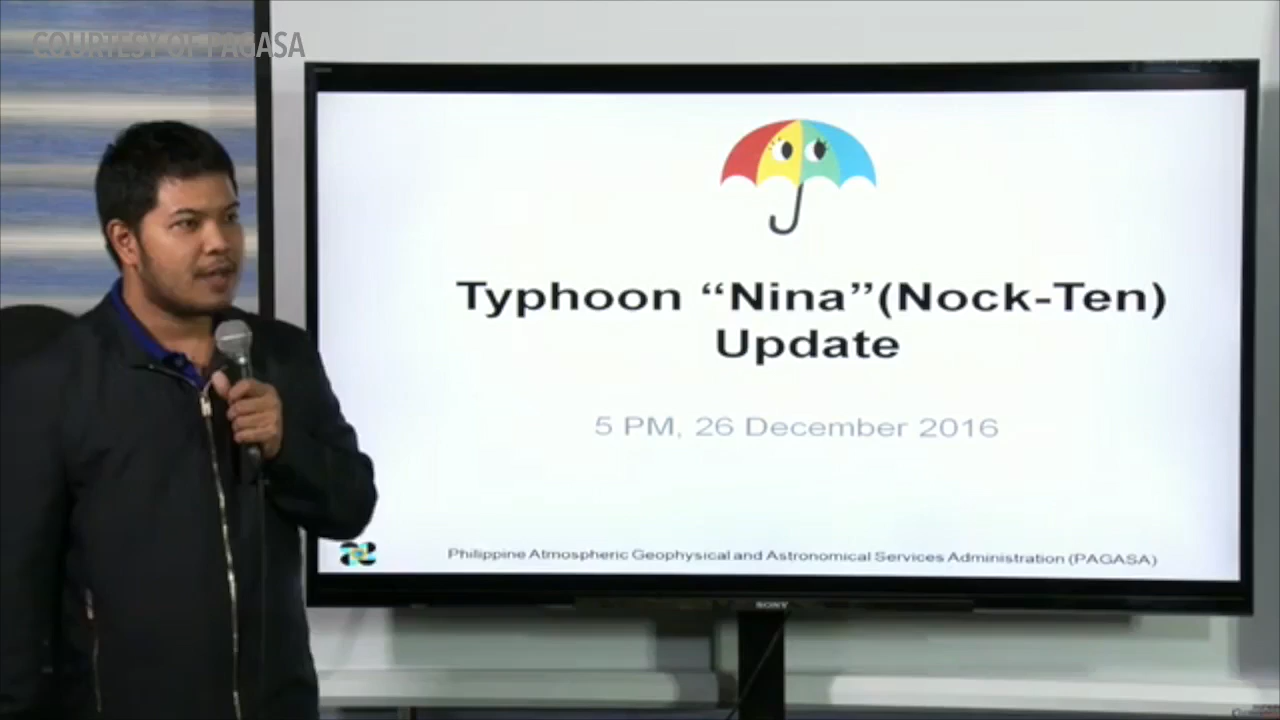 COURTESY OF PAGASA
Typhoon “Nina”(Nock-Ten)
Update
5 PM, 26 December 2016
Philippine Atmospheric Geophysical and Astronomical Services Administration (PAGASA)
SONY